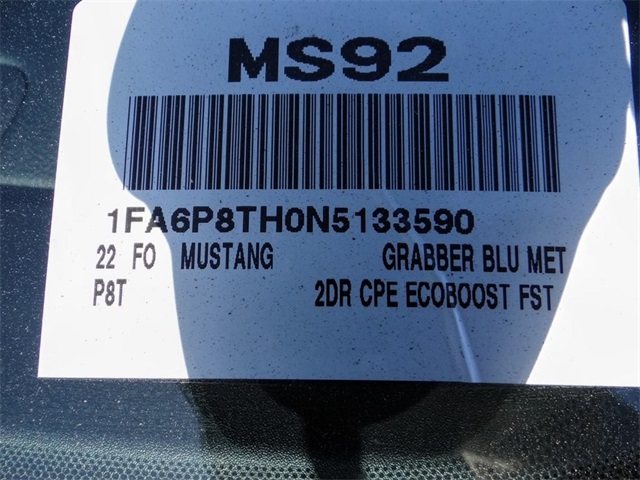 MS92
1FA6P8TH0N5133590
22 FO MUSTANG GRABBER BLU MET
P8T 2DR CPE ECOBOOST FST